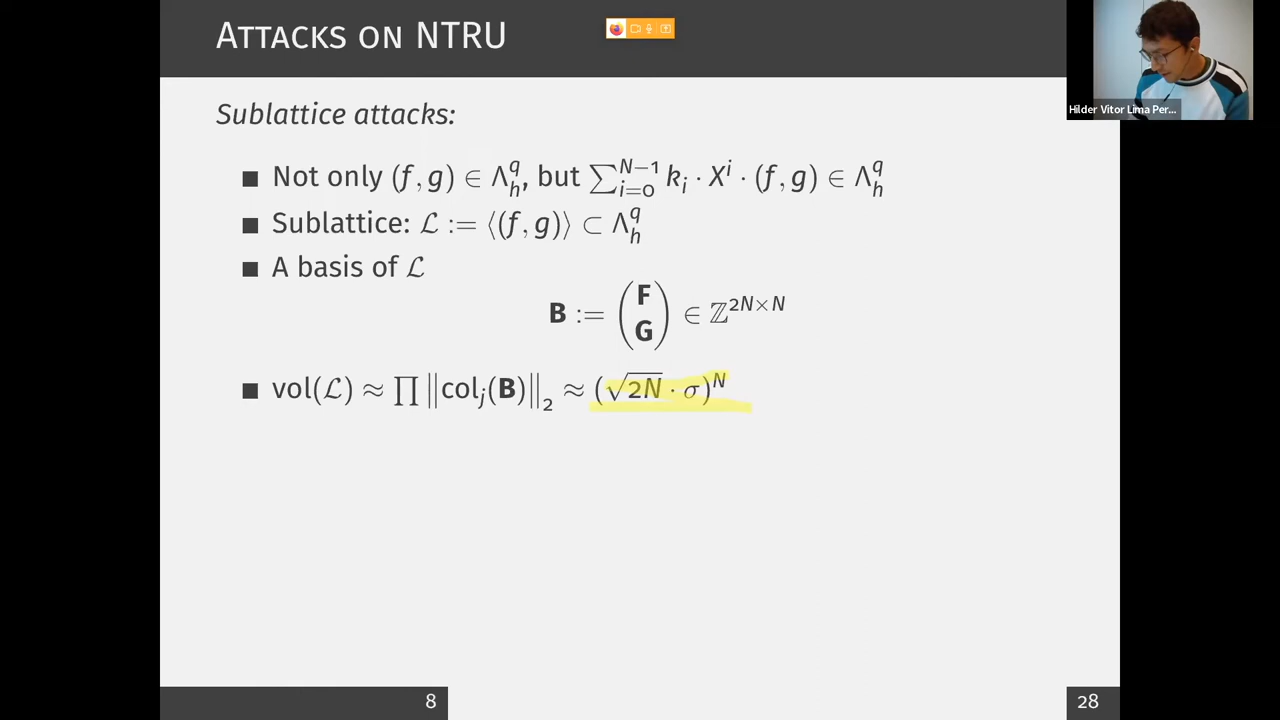 ATTACKS ON NTRU
Hilder Vitor Lima Per...
Sublattice attacks:
■ Not only (f, g) ∈ Λ_h^q, but ∑_{i=0}^{N−1} k_i · X^i · (f, g) ∈ Λ_h^q
■ Sublattice: ℒ := ⟨(f, g)⟩ ⊂ Λ_h^q
■ A basis of ℒ
B := (F G) ∈ ℤ^{2N×N}
■ vol(ℒ) ≈ ∏ ‖col_j(B)‖_2 ≈ (√2N · σ)^N
8
28